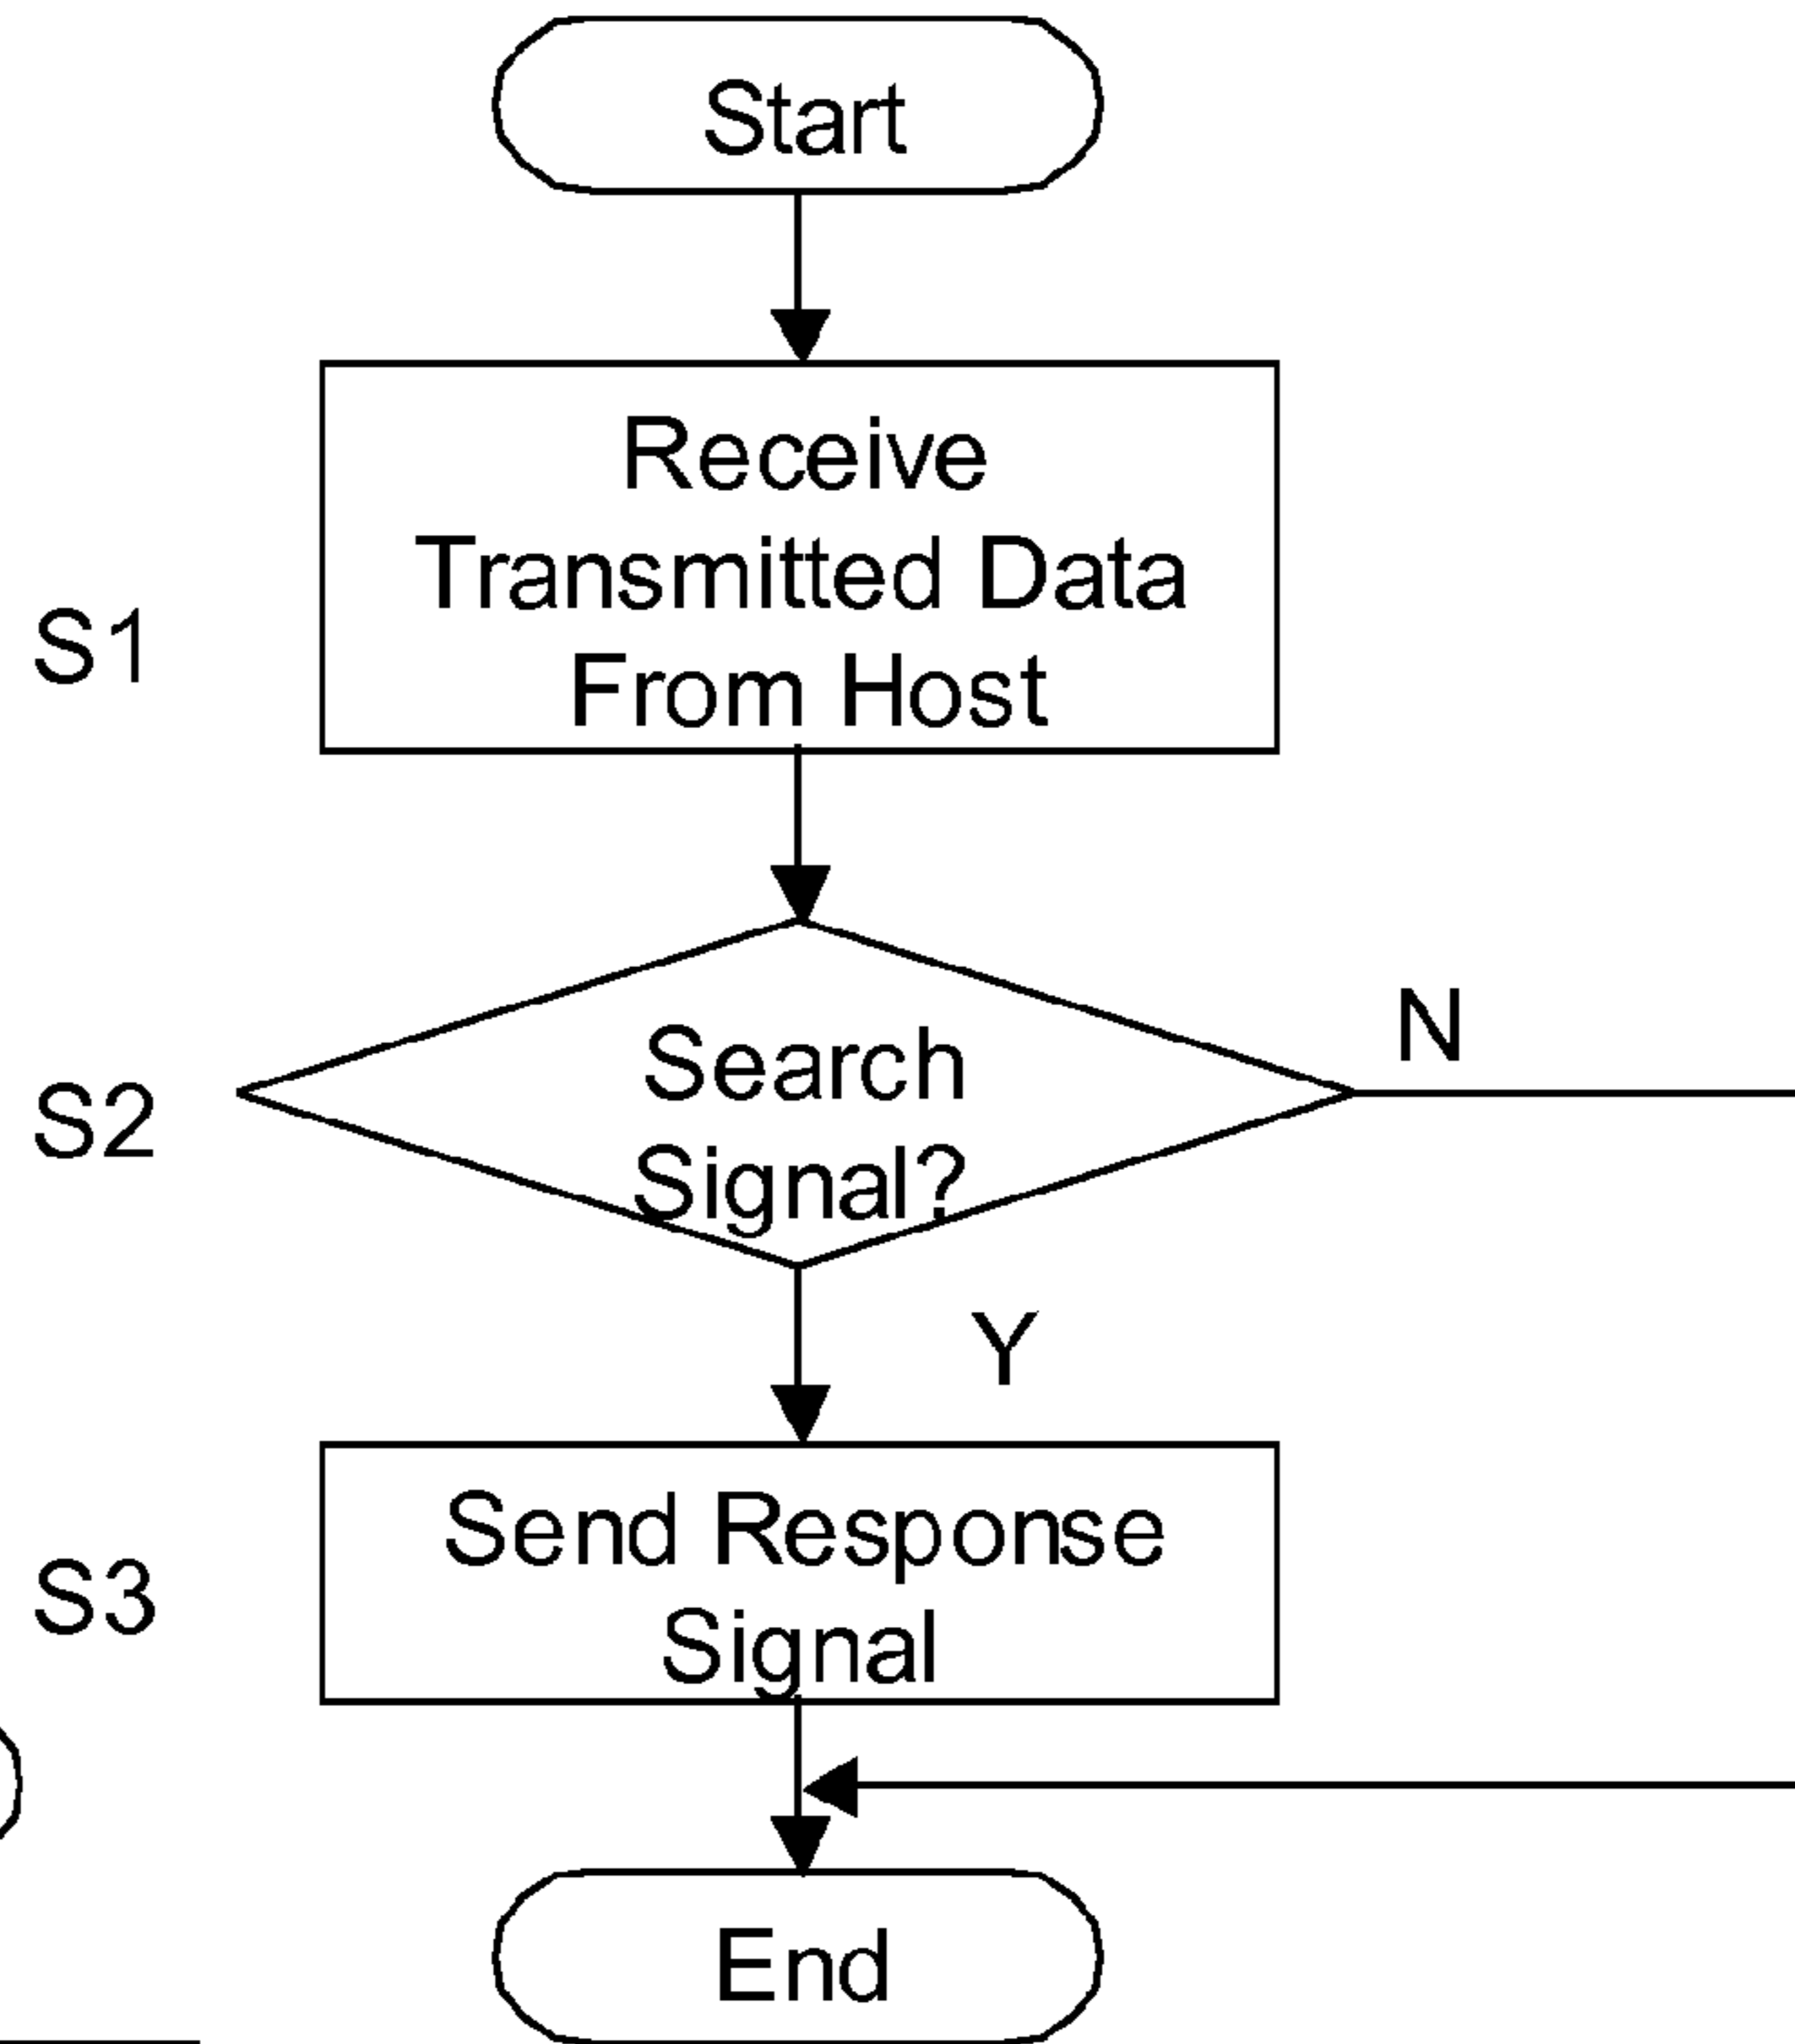 Start
Receive
Transmitted Data
From Host
S1
Search
Signal?
N
S2
Y
Send Response
Signal
S3
End